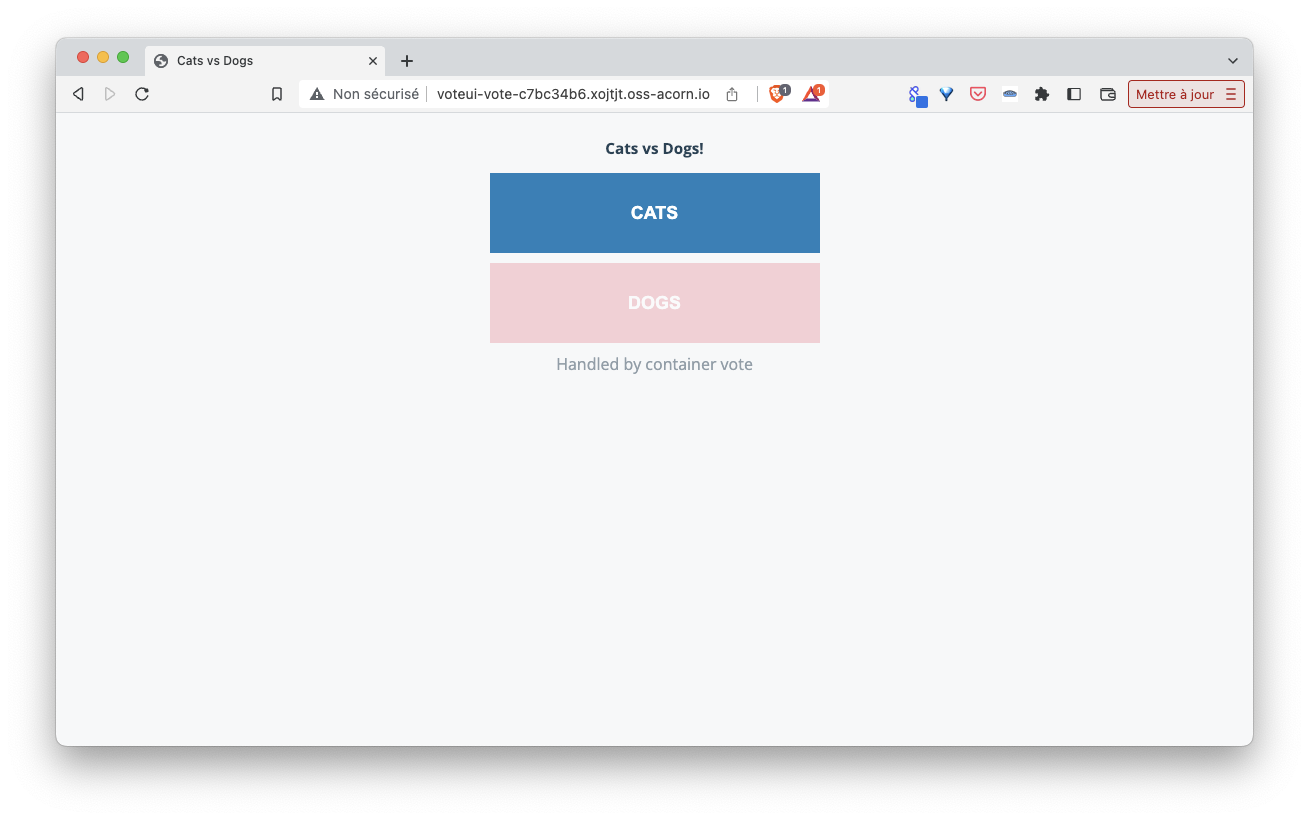 Cats vs Dogs
Non sécurisé voteui-vote-c7bc34b6.xojtjt.oss-acorn.io 1 1 Mettre à jour
Cats vs Dogs!
CATS
DOGS
Handled by container vote